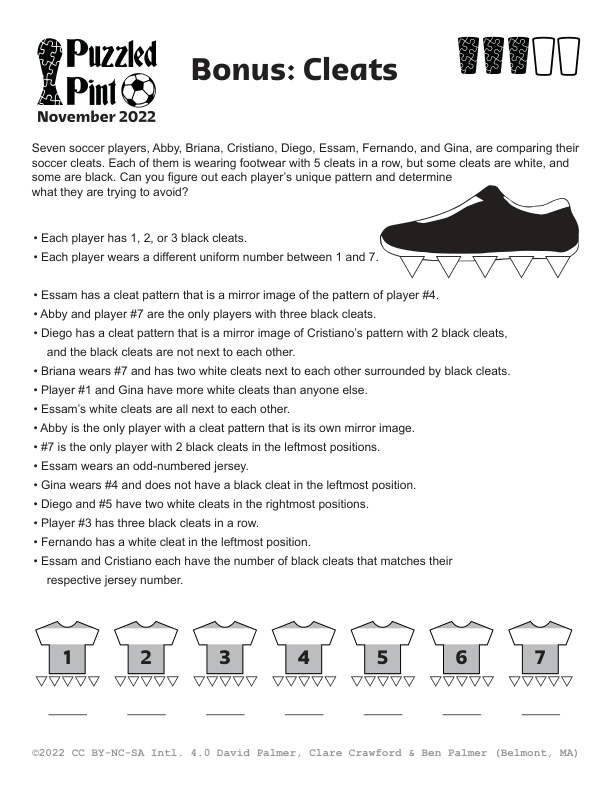 Puzzled
Pint
November 2022
Bonus: Cleats
Seven soccer players, Abby, Briana, Cristiano, Diego, Essam, Fernando, and Gina, are comparing their
soccer cleats. Each of them is wearing footwear with 5 cleats in a row, but some cleats are white, and
some are black. Can you figure out each player's unique pattern and determine
what they are trying to avoid?
• Each player has 1, 2, or 3 black cleats.
• Each player wears a different uniform number between 1 and 7.
• Essam has a cleat pattern that is a mirror image of the pattern of player #4.
• Abby and player #7 are the only players with three black cleats.
• Diego has a cleat pattern that is a mirror image of Cristiano's pattern with 2 black cleats,
and the black cleats are not next to each other.
• Briana wears #7 and has two white cleats next to each other surrounded by black cleats.
• Player #1 and Gina have more white cleats than anyone else.
• Essam's white cleats are all next to each other.
• Abby is the only player with a cleat pattern that is its own mirror image.
• #7 is the only player with 2 black cleats in the leftmost positions.
• Essam wears an odd-numbered jersey.
• Gina wears #4 and does not have a black cleat in the leftmost position.
• Diego and #5 have two white cleats in the rightmost positions.
• Player #3 has three black cleats in a row.
• Fernando has a white cleat in the leftmost position.
• Essam and Cristiano each have the number of black cleats that matches their
respective jersey number.
1 2 3 4 5 6 7
©2022 CC BY-NC-SA Intl. 4.0 David Palmer, Clare Crawford & Ben Palmer (Belmont, MA)